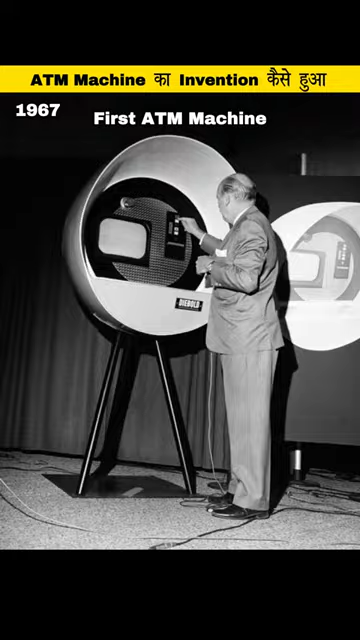 ATM Machine का Invention कैसे हुआ
1967
First ATM Machine
DIEBOLD